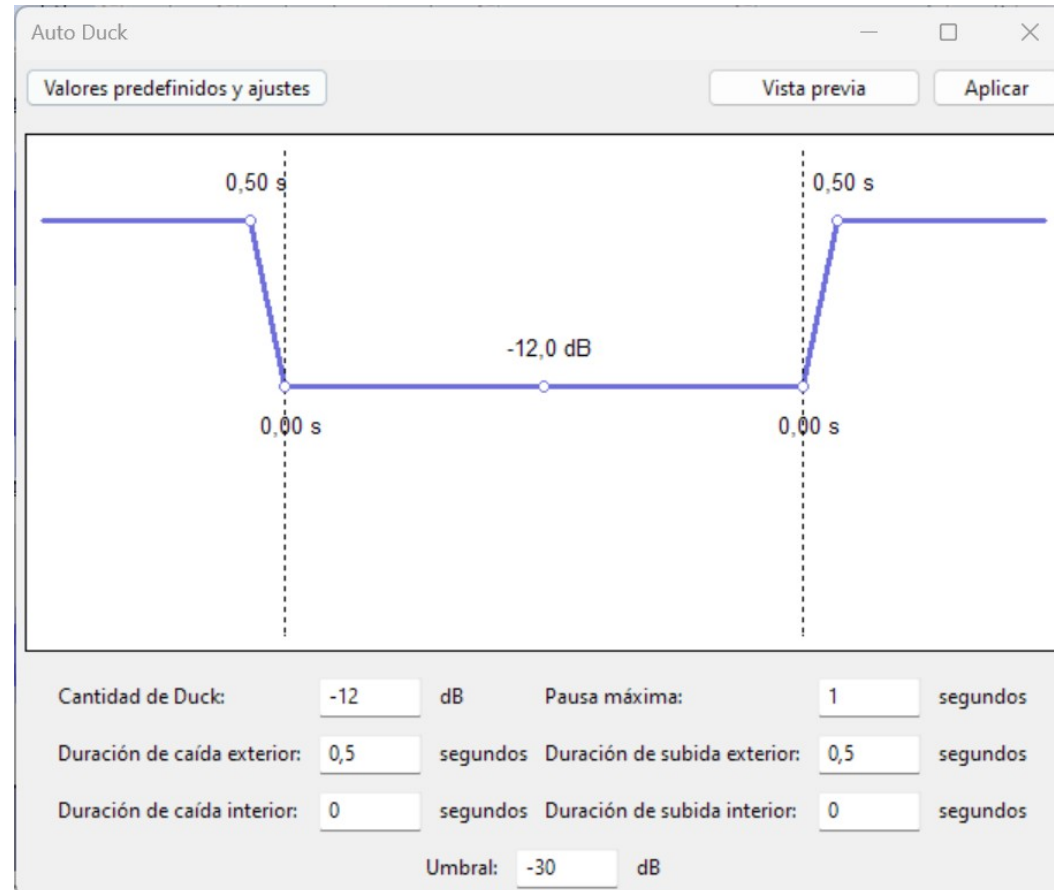 Auto Duck
Valores predefinidos y ajustes Vista previa Aplicar
0,50 s 0,50 s
-12,0 dB
0,00 s 0,00 s
Cantidad de Duck: -12 dB Pausa máxima: 1 segundos
Duración de caída exterior: 0,5 segundos Duración de subida exterior: 0,5 segundos
Duración de caída interior: 0 segundos Duración de subida interior: 0 segundos
Umbral: -30 dB